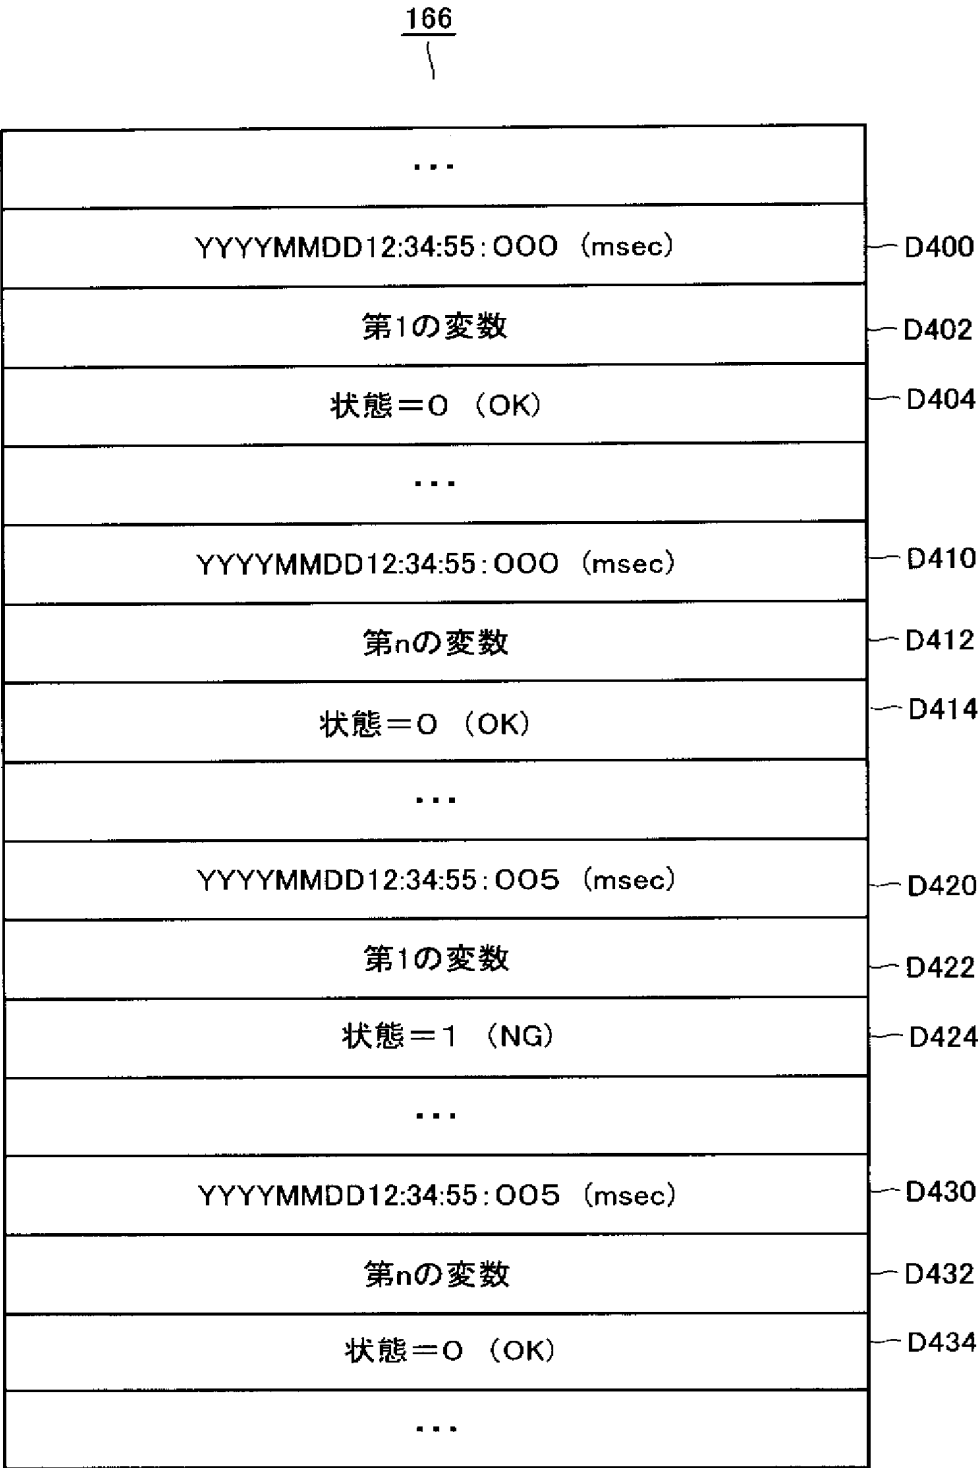 166
...
YYYYMMDD12:34:55:000 (msec) D400
第1の変数 D402
状態=0 (OK) D404
...
YYYYMMDD12:34:55:000 (msec) D410
第nの変数 D412
状態=0 (OK) D414
...
YYYYMMDD12:34:55:005 (msec) D420
第1の変数 D422
状態=1 (NG) D424
...
YYYYMMDD12:34:55:005 (msec) D430
第nの変数 D432
状態=0 (OK) D434
...